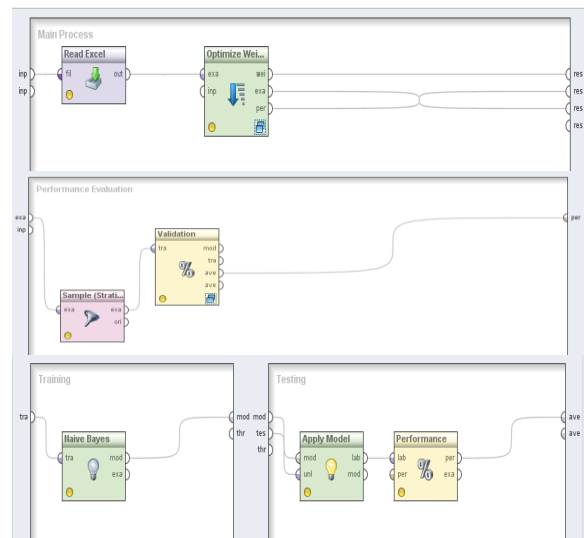 Main Process
Read Excel
Optimize Wei...
inp
fil
out
exa
wei
res
inp
inp
exa
res
per
res
res
Performance Evaluation
exa
inp
per
Validation
tra
mod
tra
ave
ave
Sample (Strati...
exa
exa
ori
Training
Testing
tra
mod
mod
ave
thr
tes
ave
thr
Naive Bayes
Apply Model
Performance
tra
mod
mod
lab
lab
per
exa
unl
mod
per
exa